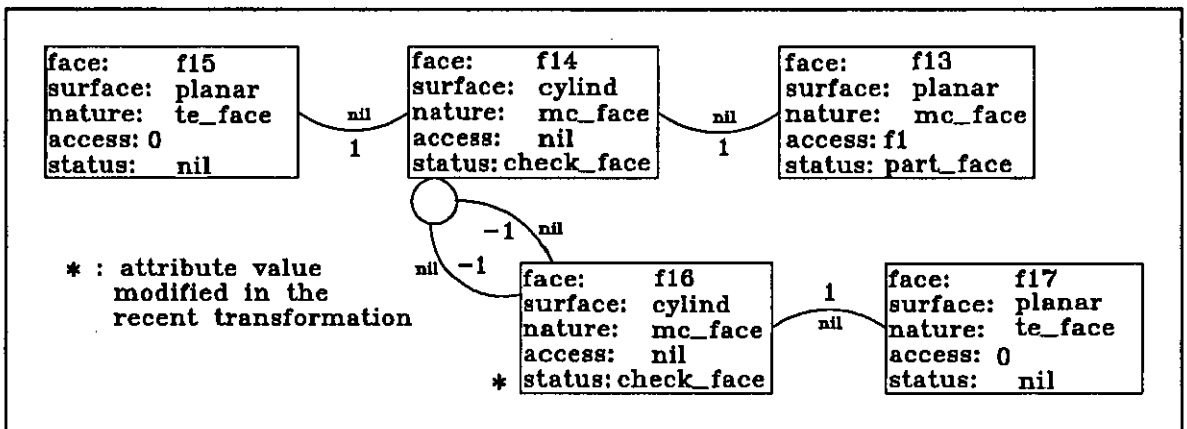 face: f15
surface: planar
nature: te_face
access: 0
status: nil
nil
1
face: f14
surface: cylind
nature: mc_face
access: nil
status: check_face
nil
1
face: f13
surface: planar
nature: mc_face
access: f1
status: part_face
-1 nil
nil -1
* : attribute value
modified in the
recent transformation
face: f16
surface: cylind
nature: mc_face
access: nil
* status: check_face
1
nil
face: f17
surface: planar
nature: te_face
access: 0
status: nil